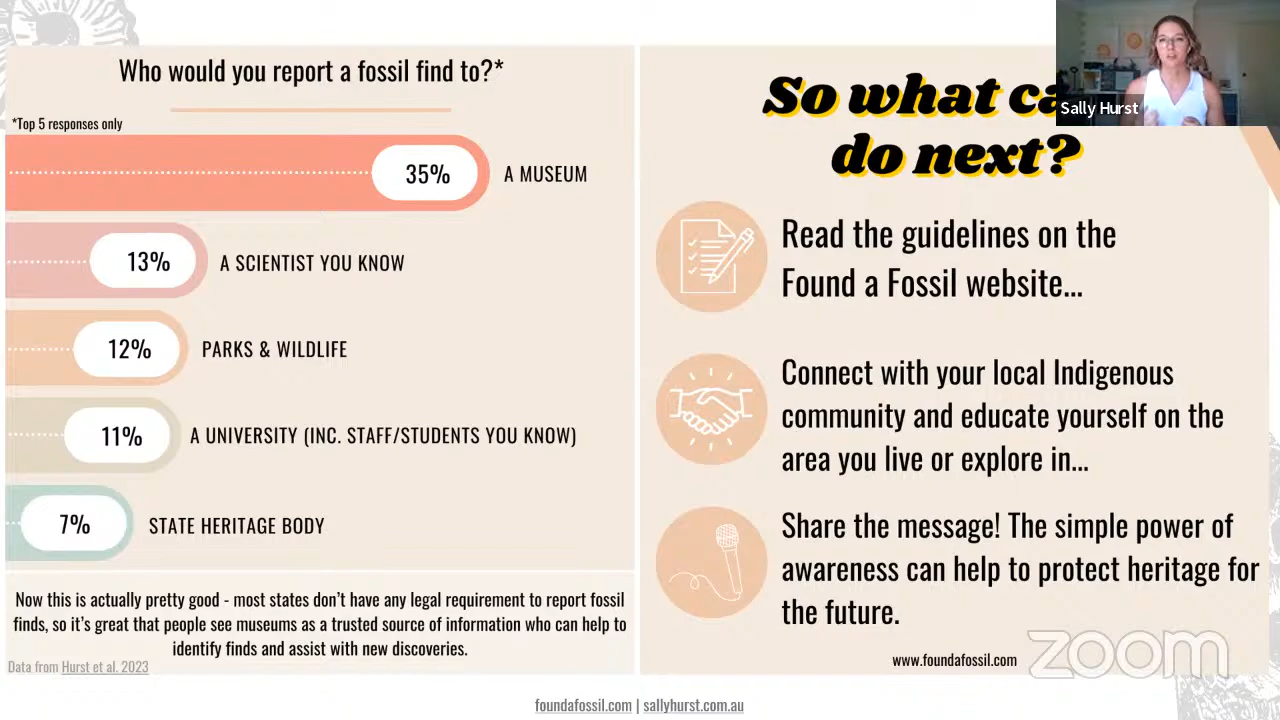 Who would you report a fossil find to?*
*Top 5 responses only
35% A MUSEUM
13% A SCIENTIST YOU KNOW
12% PARKS & WILDLIFE
11% A UNIVERSITY (INC. STAFF/STUDENTS YOU KNOW)
7% STATE HERITAGE BODY
Now this is actually pretty good - most states don't have any legal requirement to report fossil
finds, so it's great that people see museums as a trusted source of information who can help to
identify finds and assist with new discoveries.
Data from Hurst et al. 2023
So what
do next?
Read the guidelines on the
Found a Fossil website...
Connect with your local Indigenous
community and educate yourself on the
area you live or explore in...
Share the message! The simple power of
awareness can help to protect heritage for
the future.
www.foundafossil.com
zoom
Sally Hurst
foundafossil.com | sallyhurst.com.au